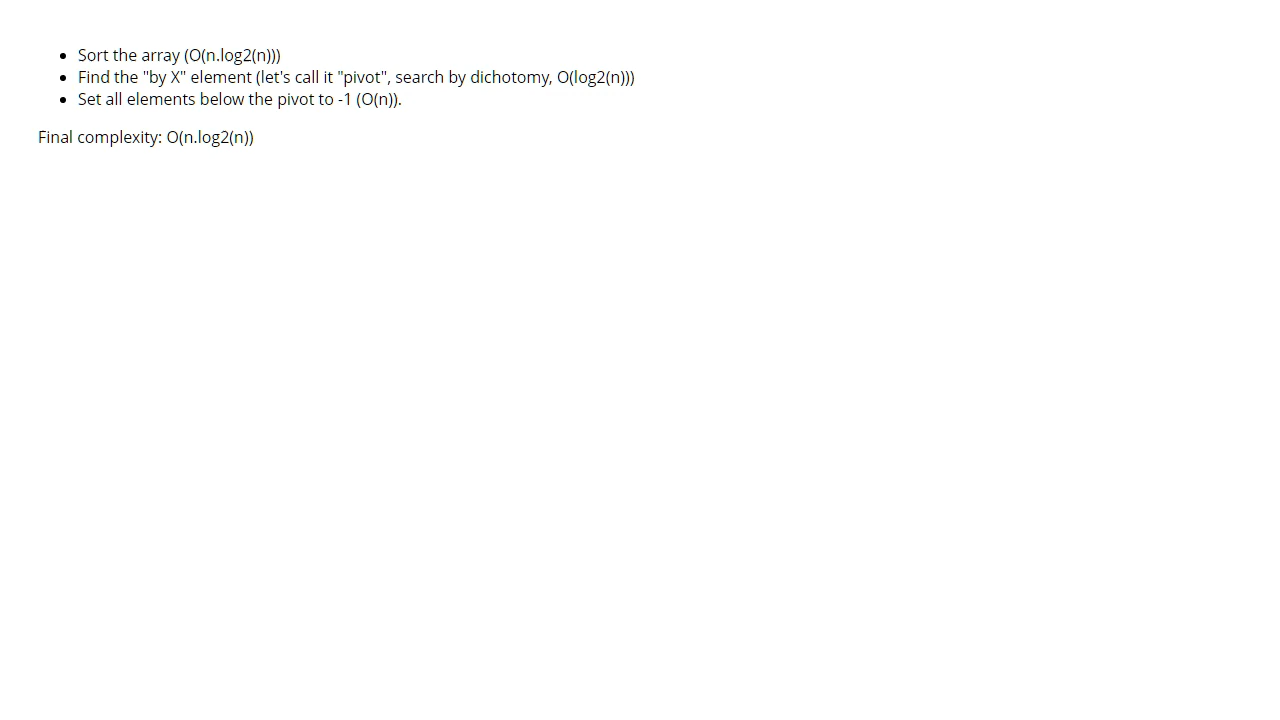 • Sort the array (O(n.log2(n)))
• Find the "by X" element (let's call it "pivot", search by dichotomy, O(log2(n)))
• Set all elements below the pivot to -1 (O(n)).
Final complexity: O(n.log2(n))